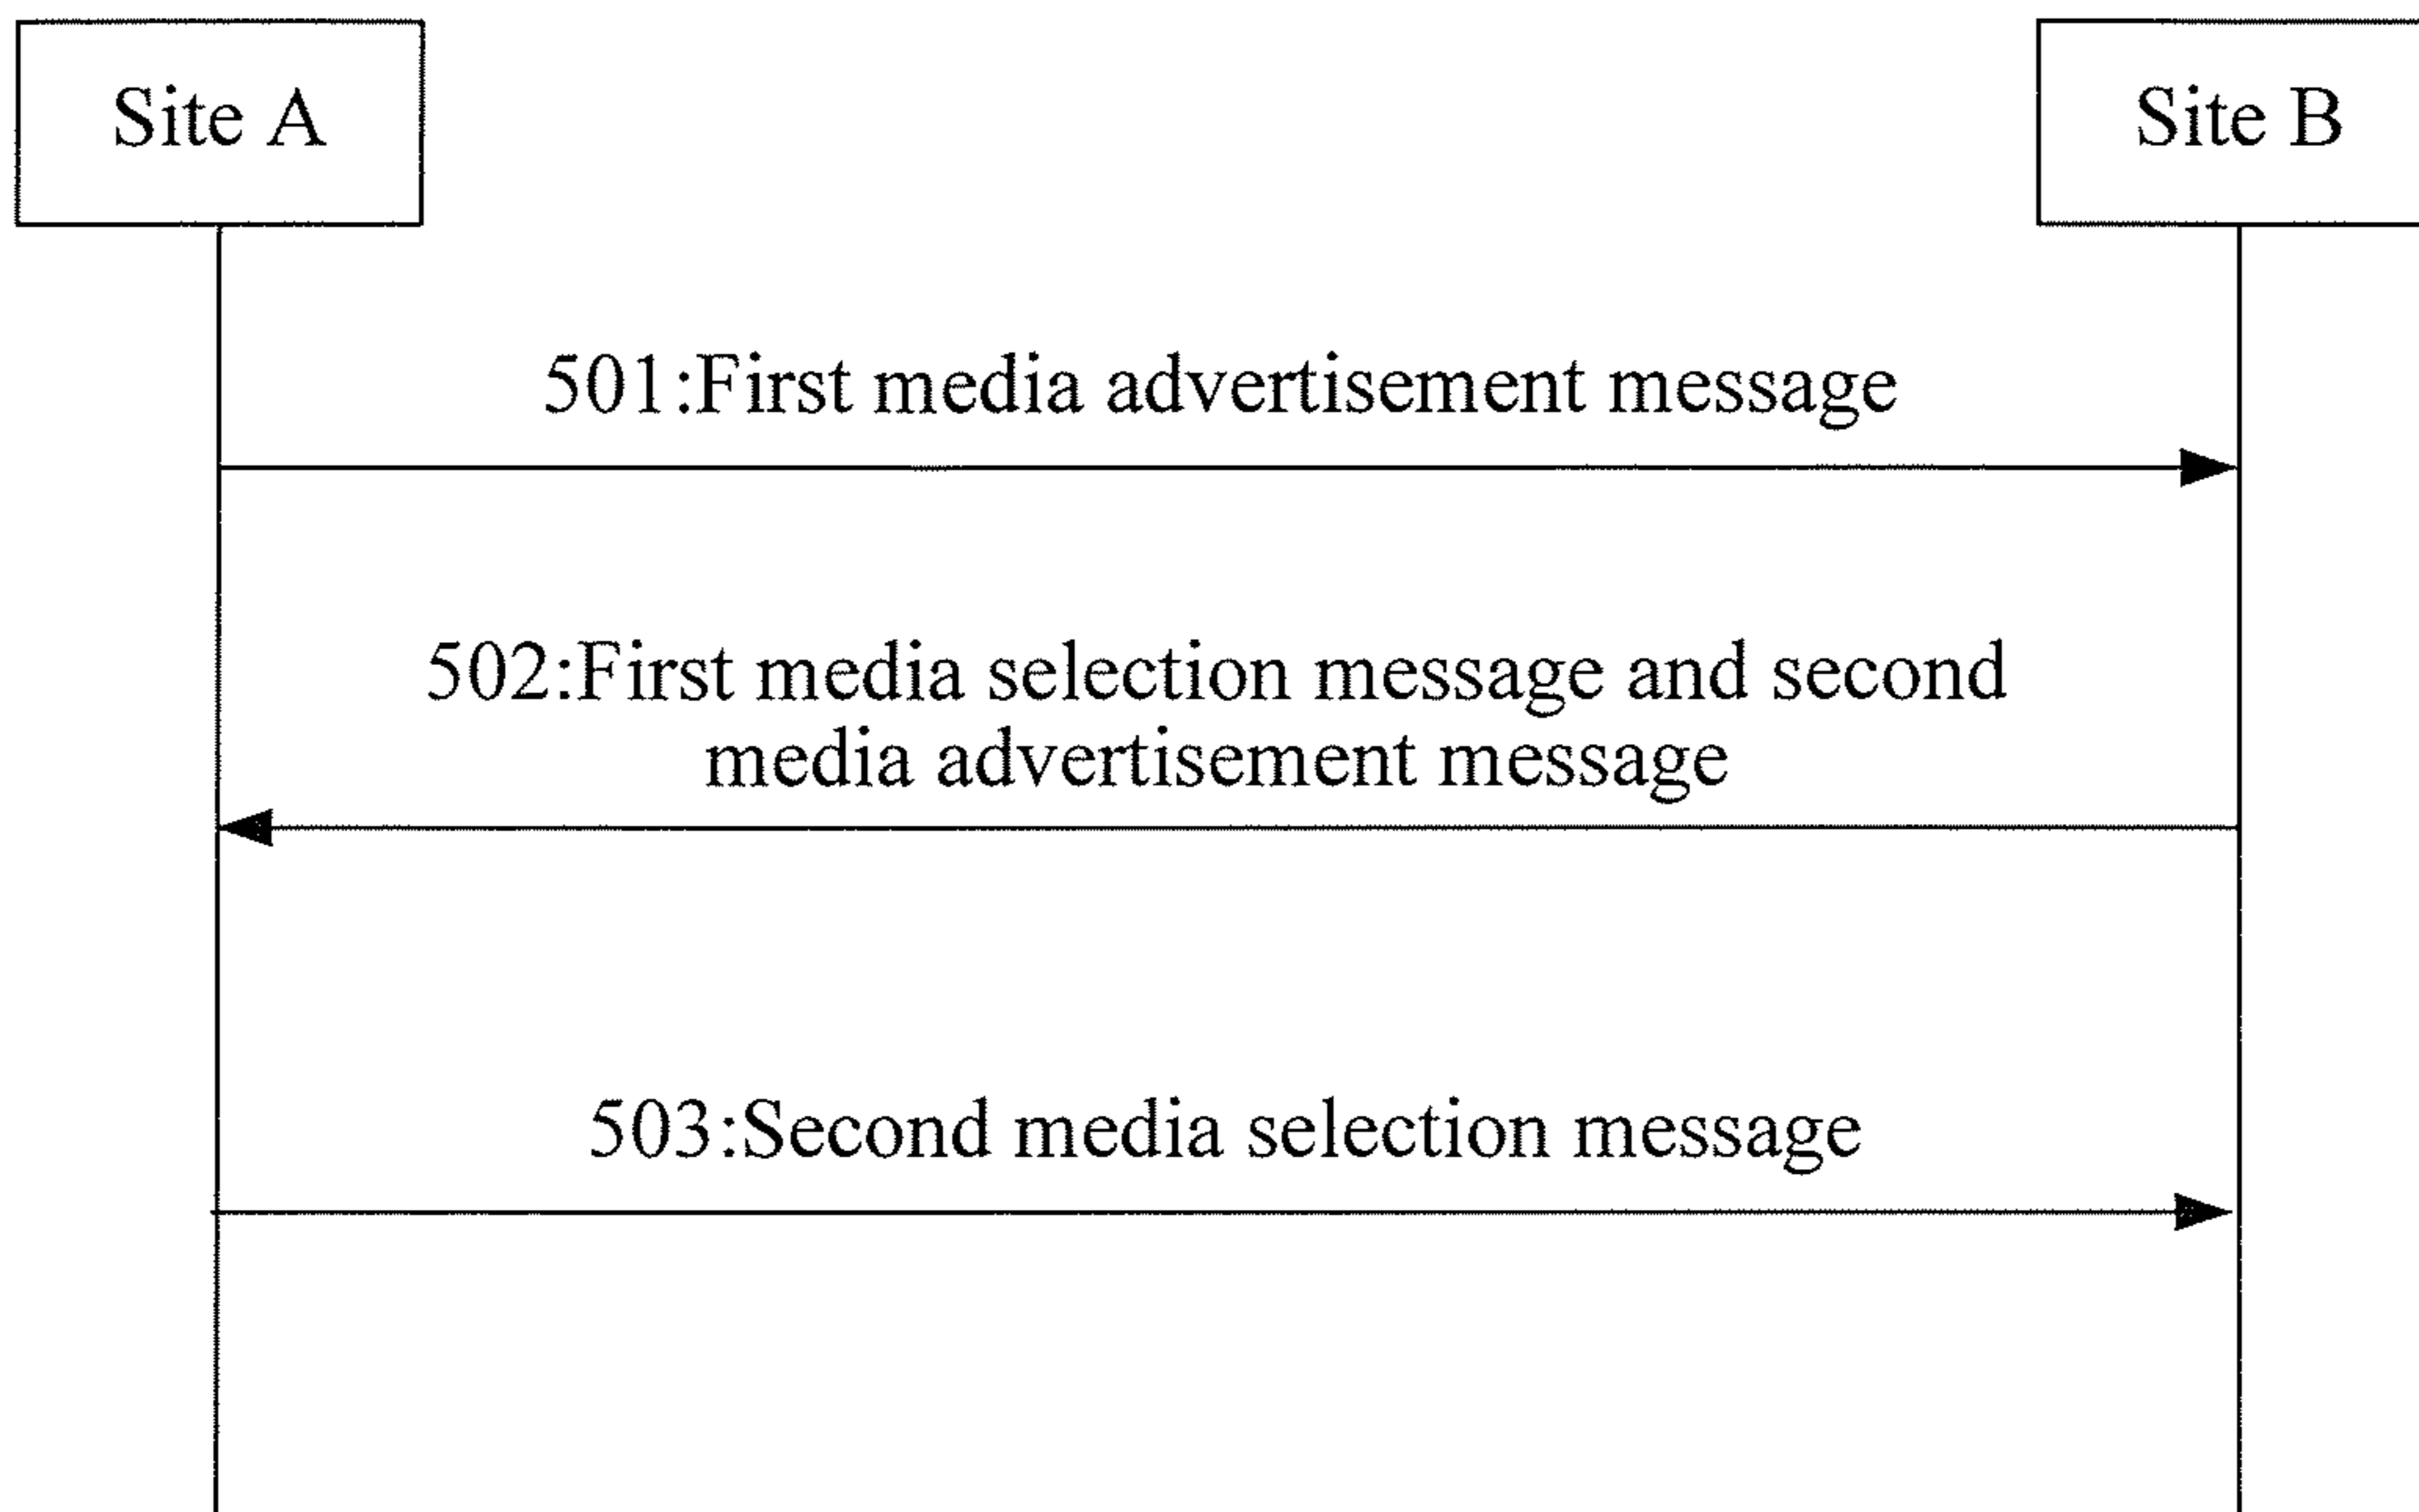 Site A
Site B
501:First media advertisement message
502:First media selection message and second
media advertisement message
503:Second media selection message